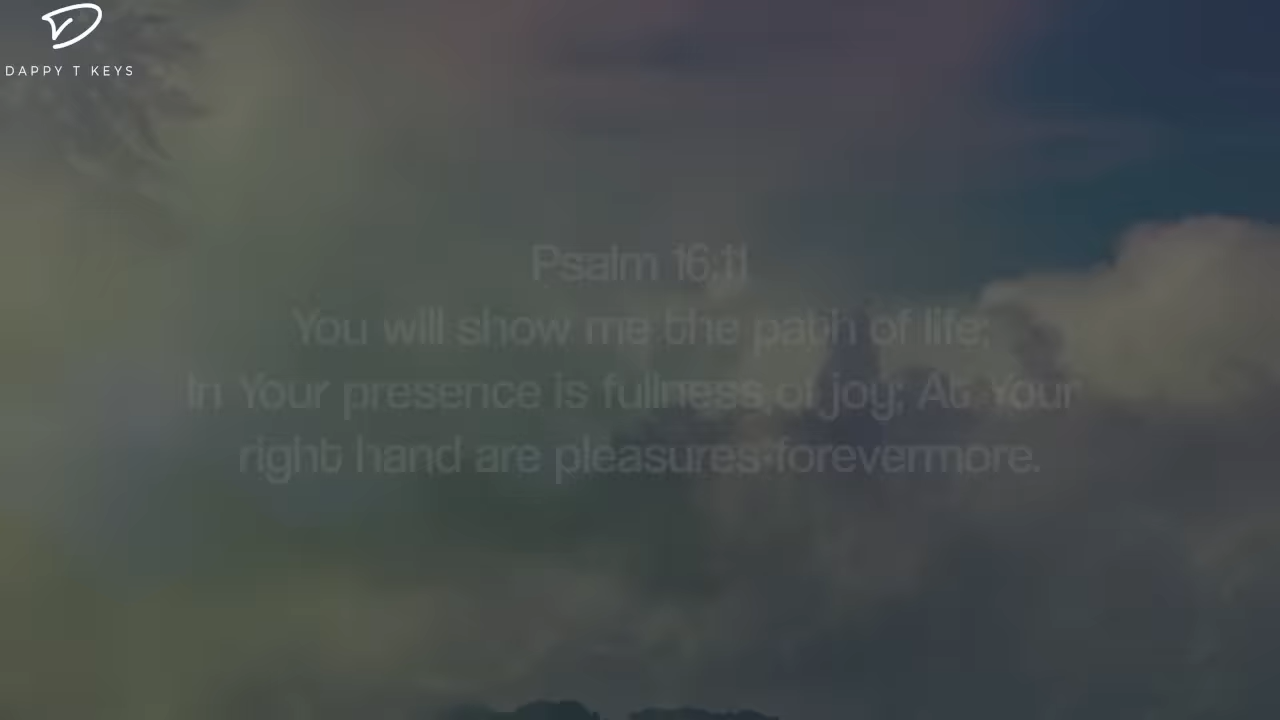 DAPPY T KEYS
Psalm 16:11
You will show me the path of life;
In Your presence is fullness of joy; At Your
right hand are pleasures forevermore.